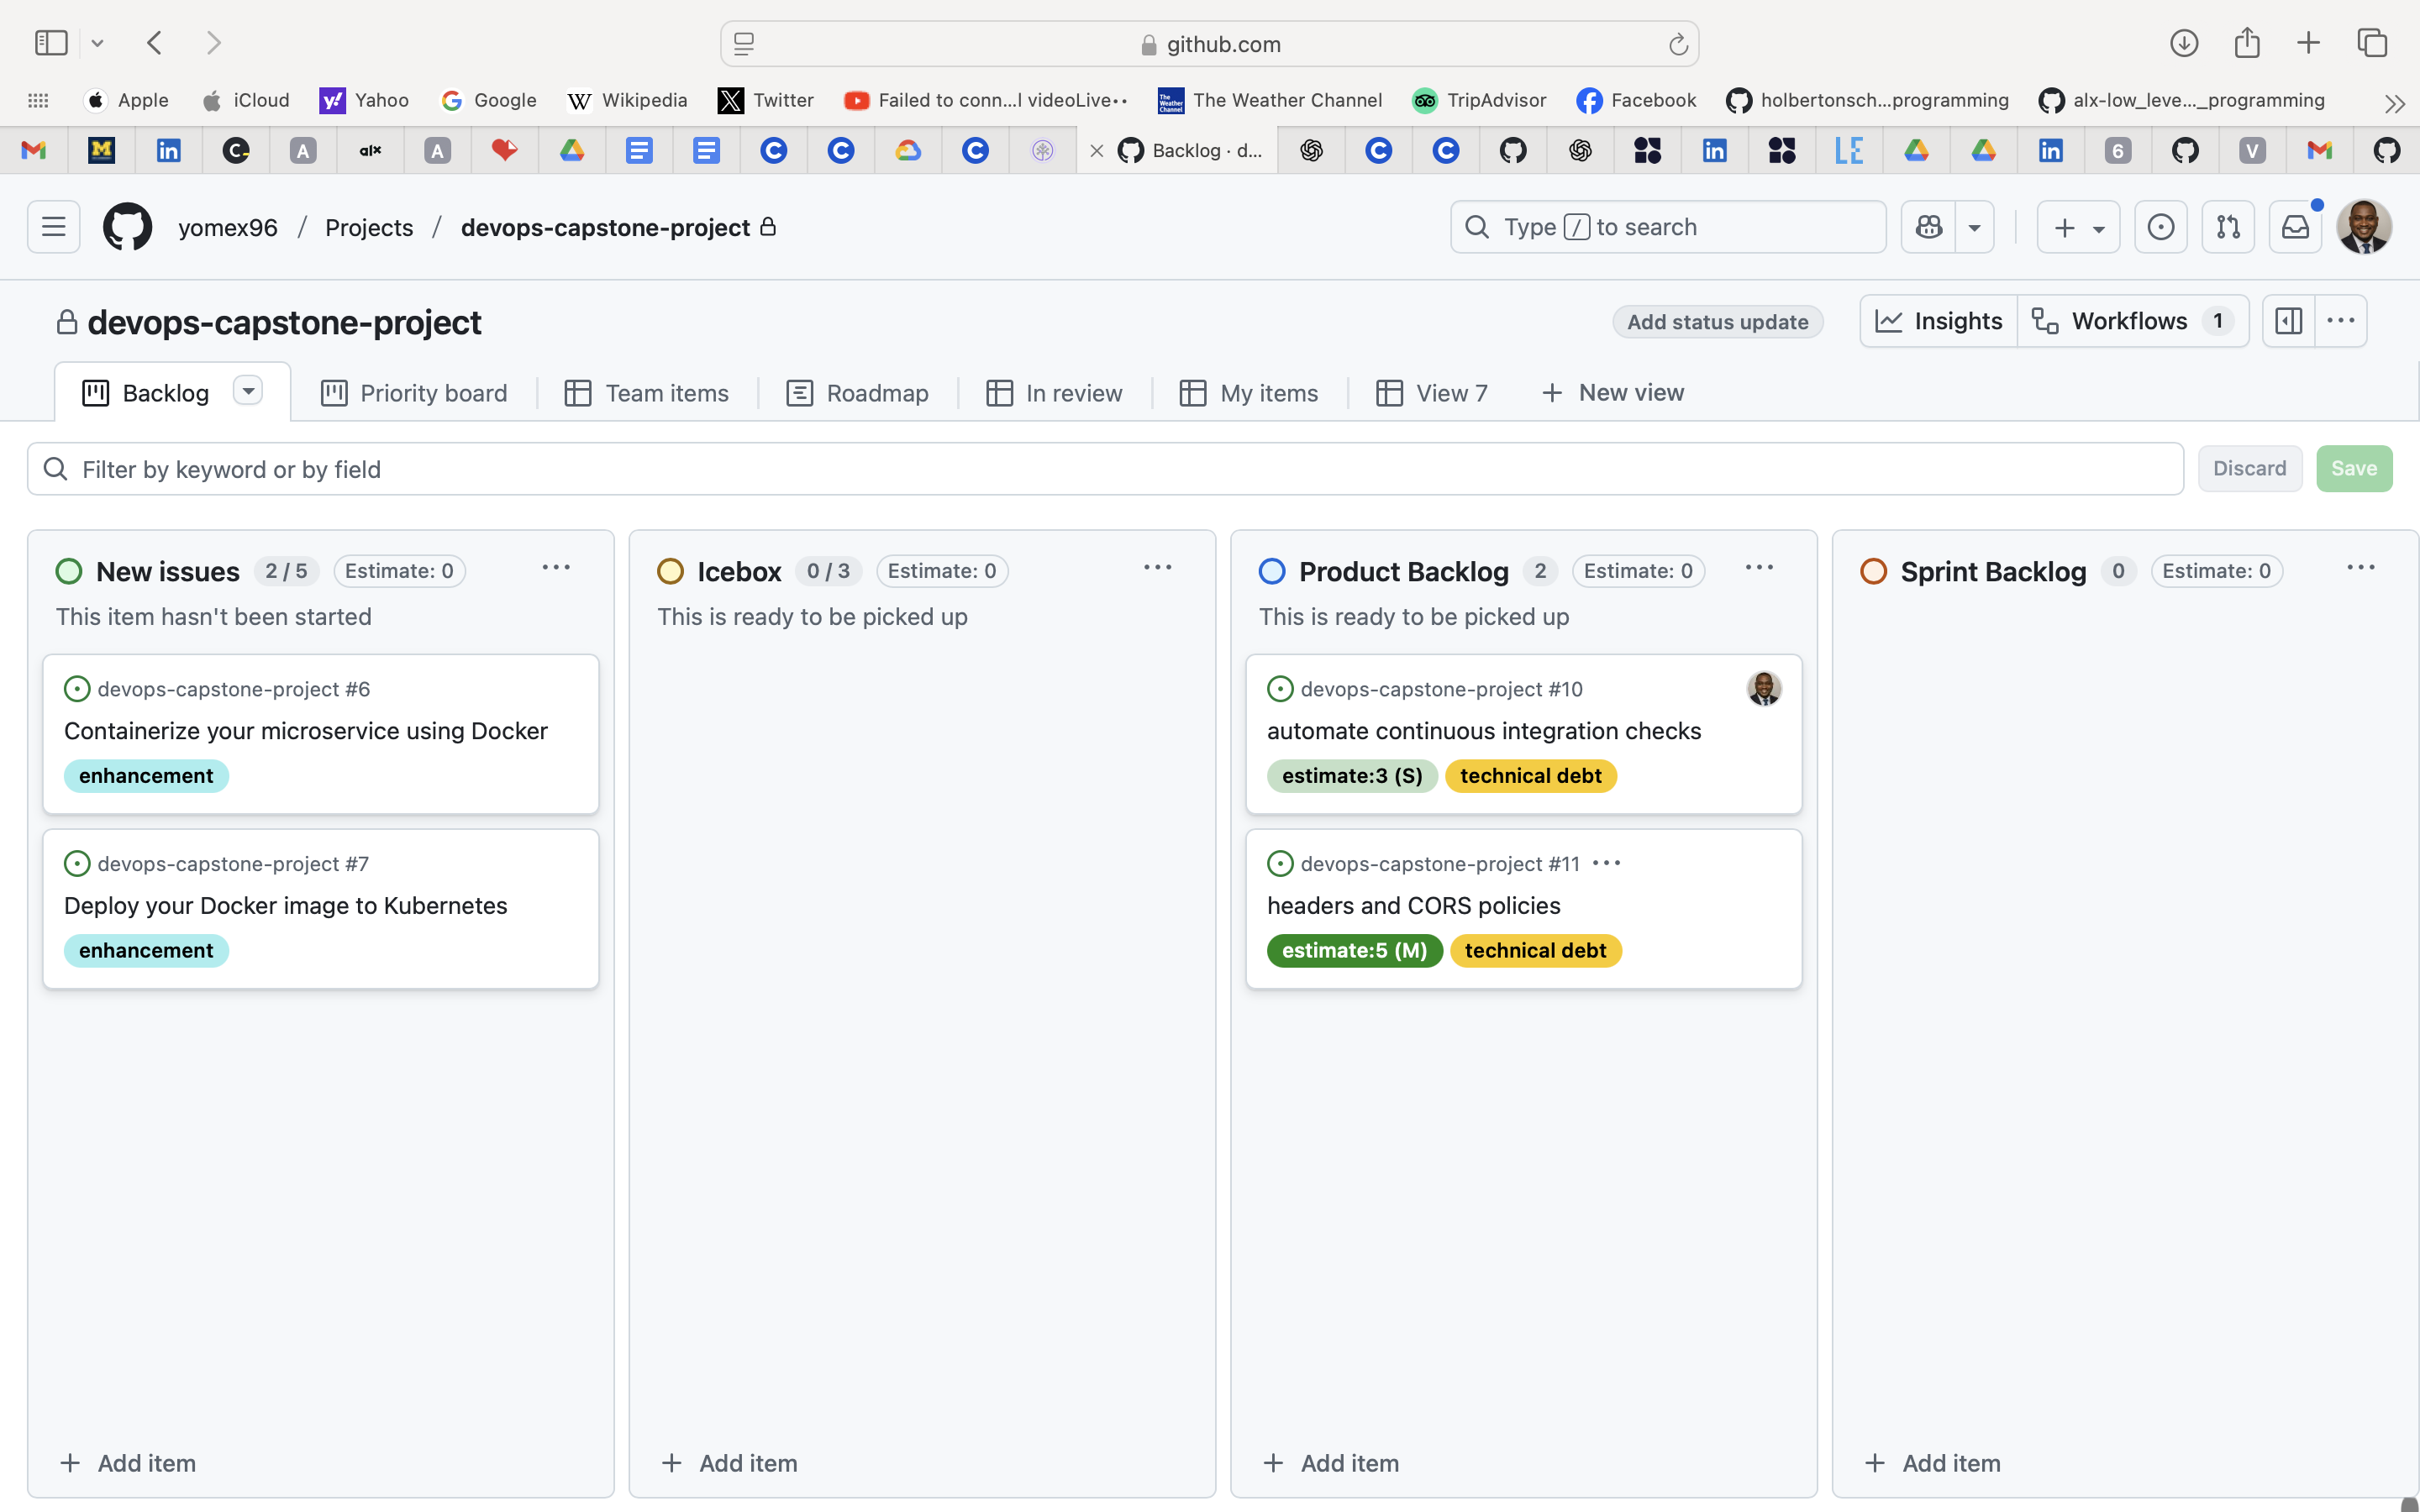 github.com
Apple iCloud Yahoo Google Wikipedia Twitter Failed to conn...l videoLive·· The Weather Channel TripAdvisor Facebook holbertonsch...programming alx-low_leve..._programming
Backlog · d...
yomex96 / Projects / devops-capstone-project
Type / to search
devops-capstone-project
Add status update
Insights
Workflows 1
Backlog
Priority board
Team items
Roadmap
In review
My items
View 7
+ New view
Filter by keyword or by field
Discard
Save
New issues 2 / 5 Estimate: 0
This item hasn't been started
devops-capstone-project #6
Containerize your microservice using Docker
enhancement
devops-capstone-project #7
Deploy your Docker image to Kubernetes
enhancement
+ Add item
Icebox 0 / 3 Estimate: 0
This is ready to be picked up
+ Add item
Product Backlog 2 Estimate: 0
This is ready to be picked up
devops-capstone-project #10
automate continuous integration checks
estimate:3 (S) technical debt
devops-capstone-project #11
headers and CORS policies
estimate:5 (M) technical debt
+ Add item
Sprint Backlog 0 Estimate: 0
+ Add item